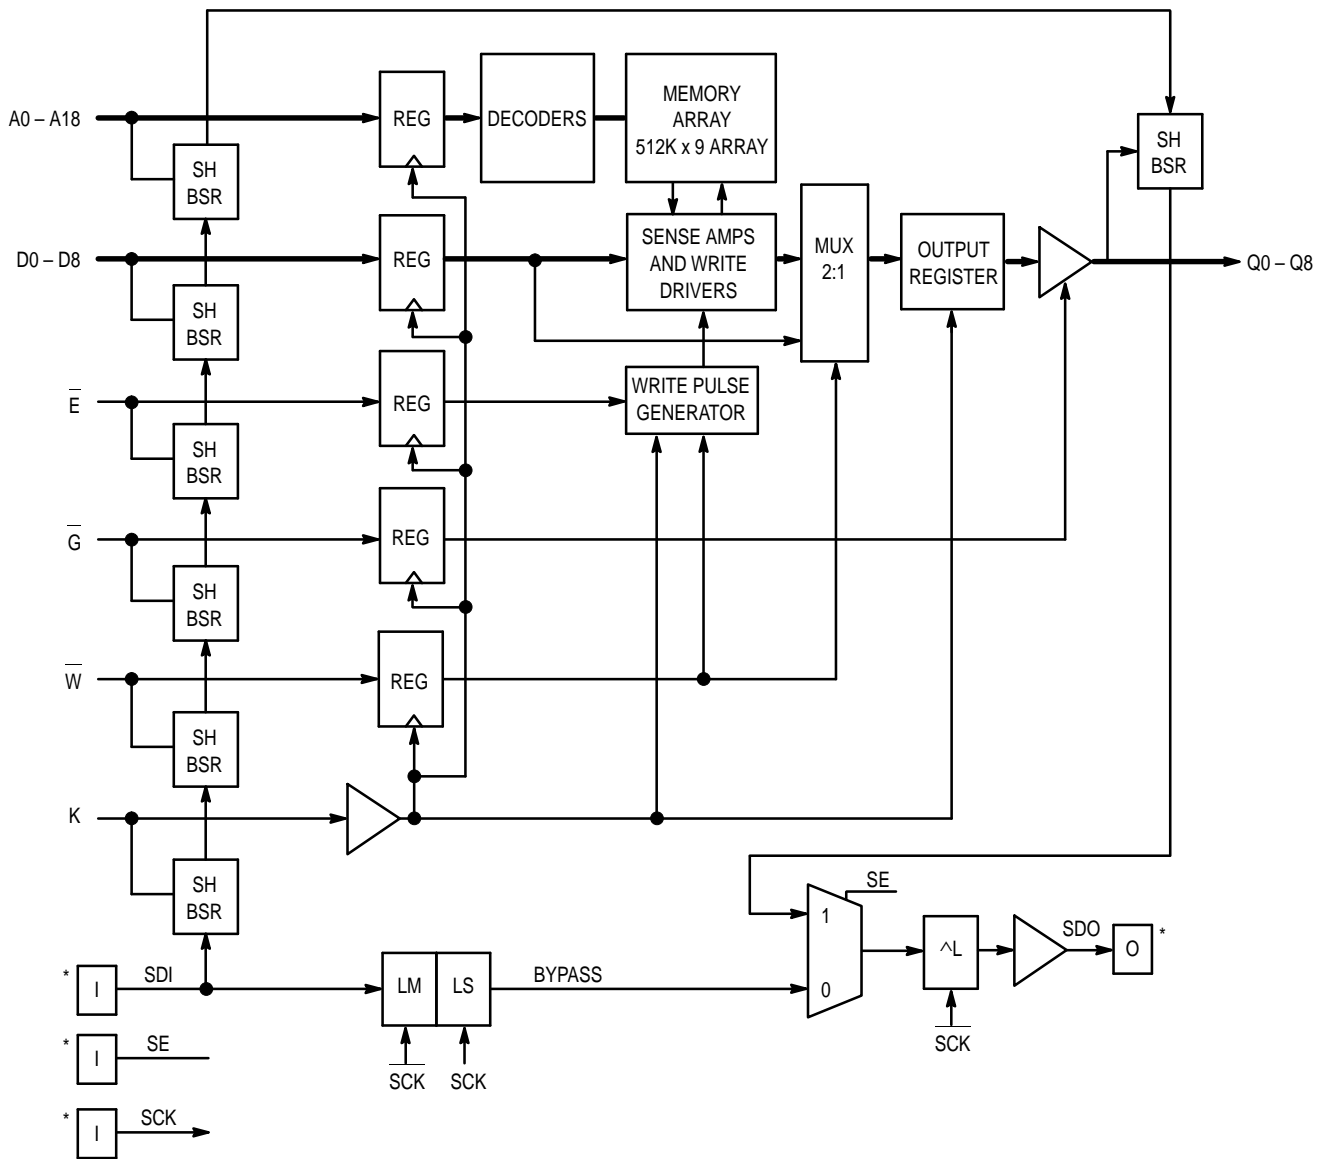 A0 – A18
REG
DECODERS
MEMORY
ARRAY
512K x 9 ARRAY
SH
BSR
SH
BSR
D0 – D8
REG
SENSE AMPS
AND WRITE
DRIVERS
MUX
2:1
OUTPUT
REGISTER
Q0 – Q8
SH
BSR
E̅
REG
WRITE PULSE
GENERATOR
SH
BSR
G̅
REG
SH
BSR
W̅
REG
SH
BSR
K
SH
BSR
SE
1
0
^L
SDO
O
*
S̅C̅K̅
*
I
SDI
LM
LS
BYPASS
S̅C̅K̅
SCK
*
I
SE
*
I
SCK